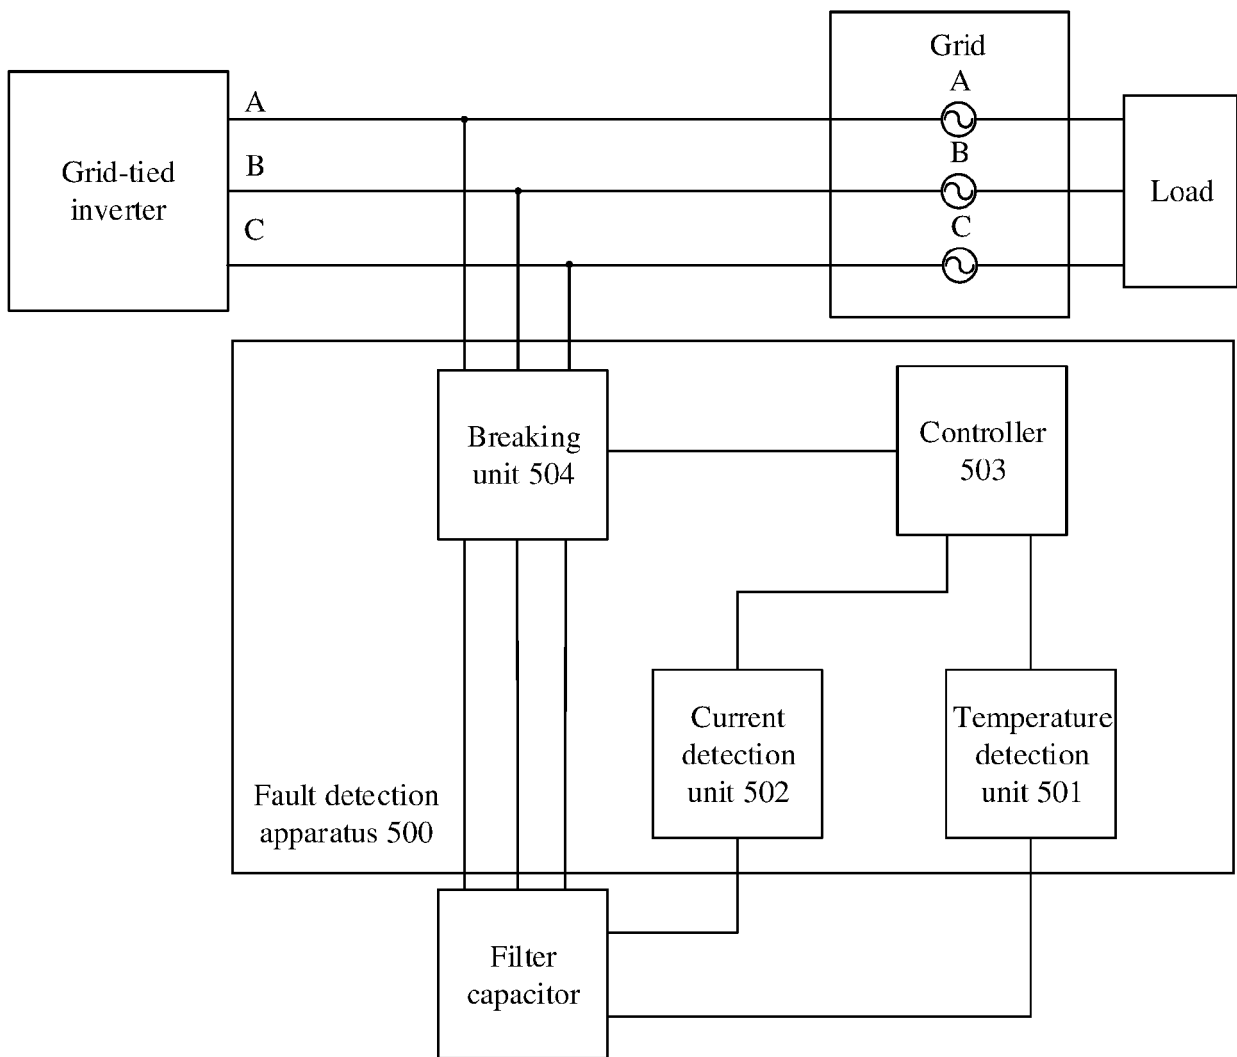 Grid
A
A
Grid-tied
inverter
B
B
Load
C
C
Breaking
unit 504
Controller
503
Current
detection
unit 502
Temperature
detection
unit 501
Fault detection
apparatus 500
Filter
capacitor